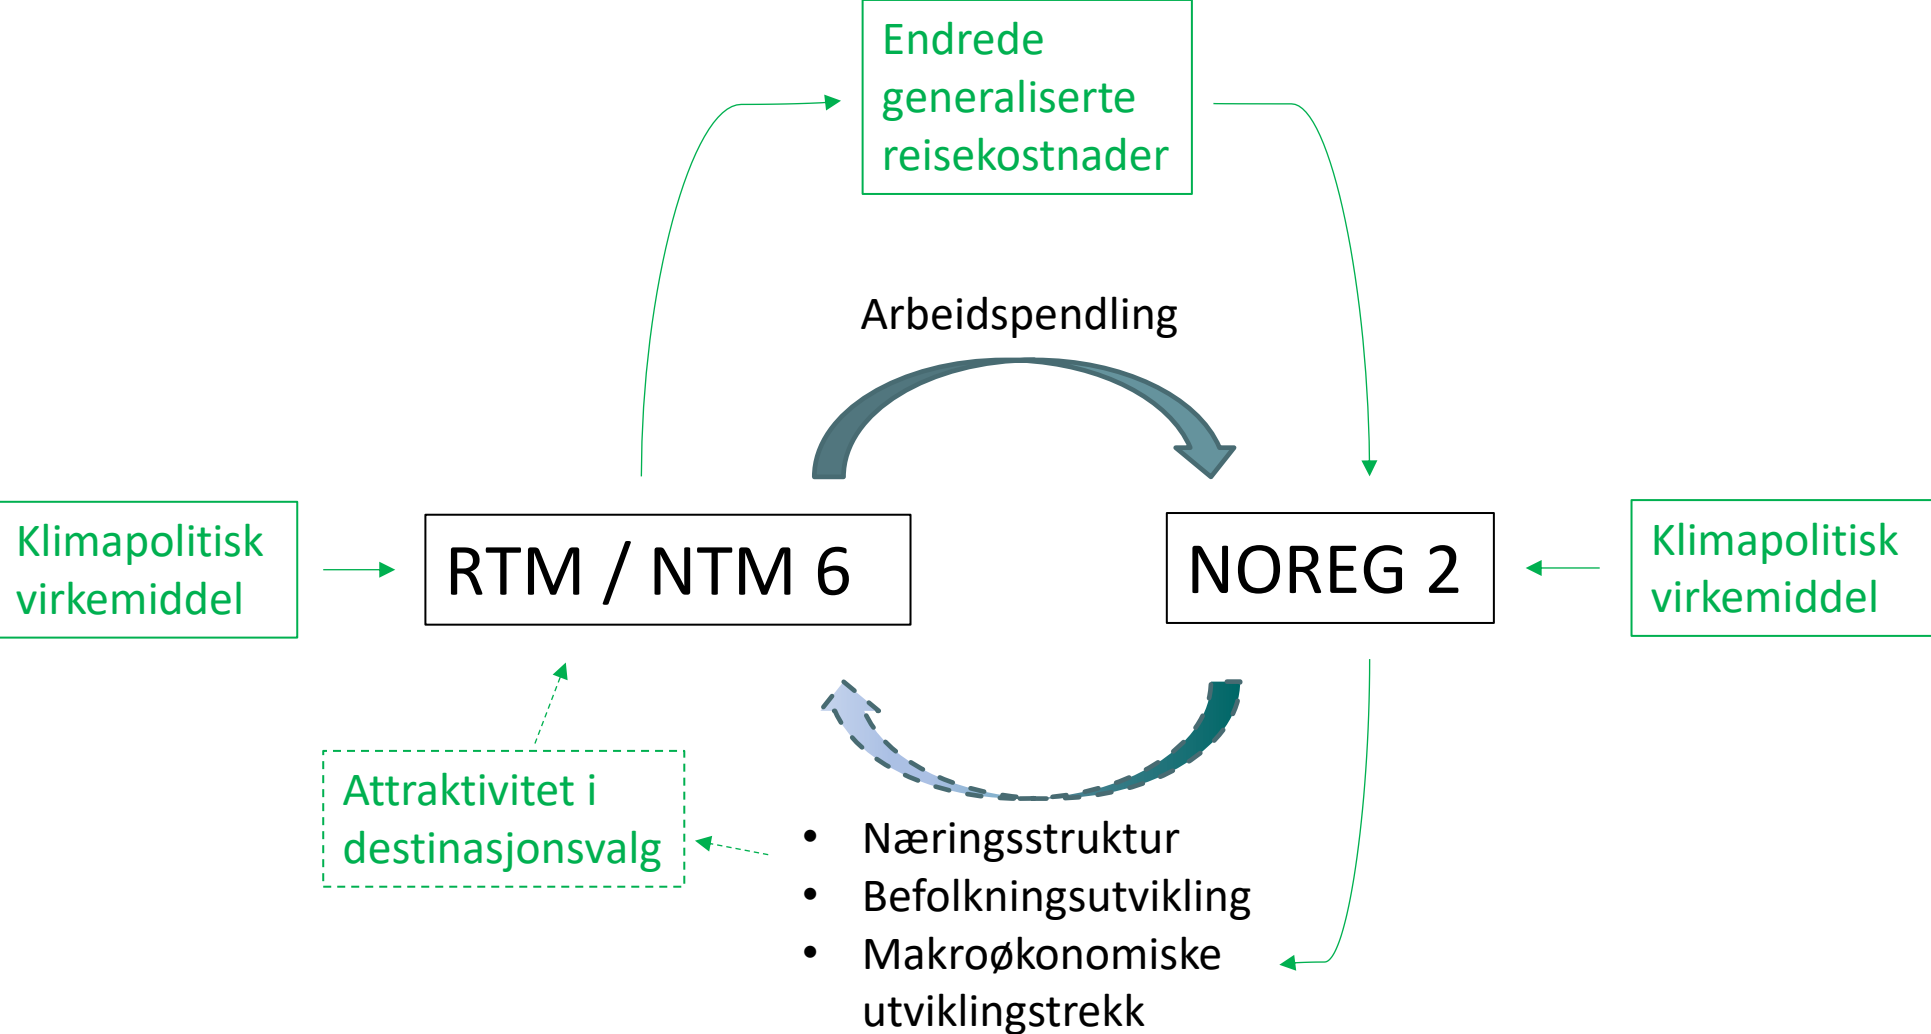 Endrede
generaliserte
reisekostnader
Arbeidspendling
Klimapolitisk
virkemiddel
RTM / NTM 6
NOREG 2
Klimapolitisk
virkemiddel
Attraktivitet i
destinasjonsvalg
• Næringsstruktur
• Befolkningsutvikling
• Makroøkonomiske
utviklingstrekk